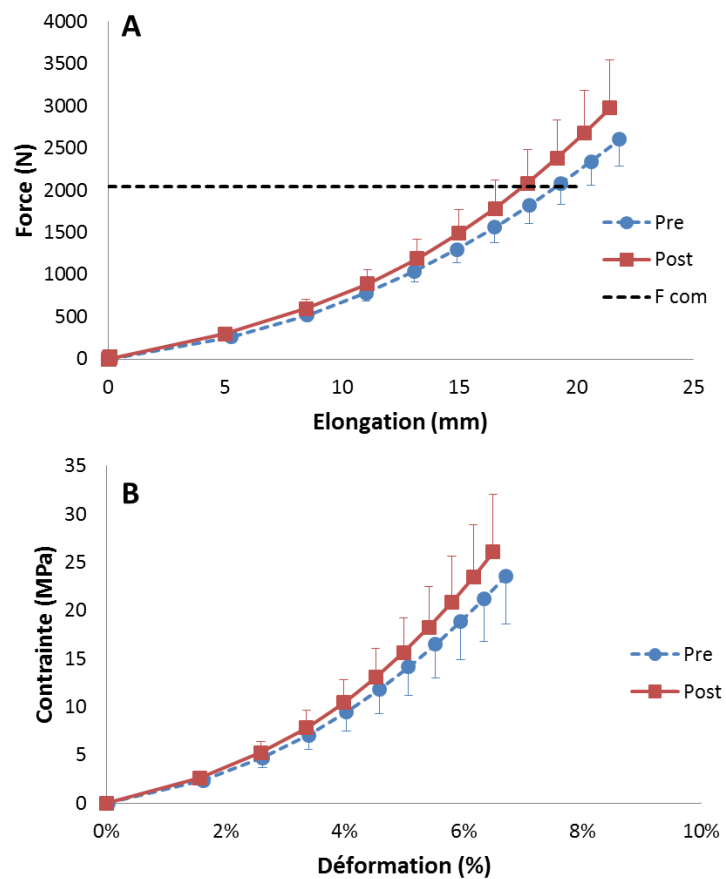 A
4000
3500
3000
2500
2000
1500
1000
500
0
Force (N)
0 5 10 15 20 25
Elongation (mm)
Pre
Post
F com
B
35
30
25
20
15
10
5
0
Contrainte (MPa)
0% 2% 4% 6% 8% 10%
Déformation (%)
Pre
Post